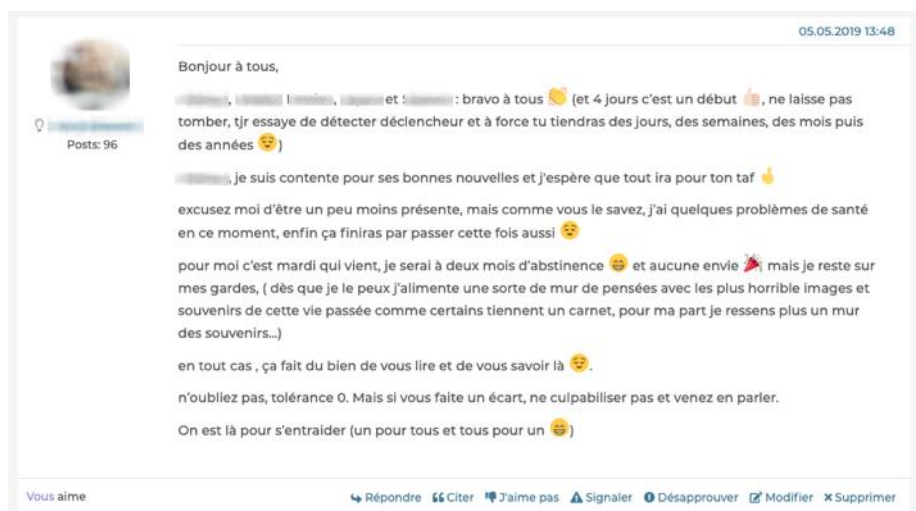 05.05.2019 13:48
Posts: 96
Bonjour à tous,
, , et : bravo à tous 👏 (et 4 jours c'est un début 👍, ne laisse pas
tomber, tjr essaye de détecter déclencheur et à force tu tiendras des jours, des semaines, des mois puis
des années 😌)
, je suis contente pour ses bonnes nouvelles et j'espère que tout ira pour ton taf 🤞
excusez moi d'être un peu moins présente, mais comme vous le savez, j'ai quelques problèmes de santé
en ce moment, enfin ça finiras par passer cette fois aussi 😌
pour moi c'est mardi qui vient, je serai à deux mois d'abstinence 😁 et aucune envie 🎉 mais je reste sur
mes gardes, ( dès que je le peux j'alimente une sorte de mur de pensées avec les plus horrible images et
souvenirs de cette vie passée comme certains tiennent un carnet, pour ma part je ressens plus un mur
des souvenirs...)
en tout cas , ça fait du bien de vous lire et de vous savoir là 😌.
n'oubliez pas, tolérance 0. Mais si vous faite un écart, ne culpabiliser pas et venez en parler.
On est là pour s'entraider (un pour tous et tous pour un 😁)
Vous aime
Répondre Citer J'aime pas Signaler Désapprouver Modifier Supprimer